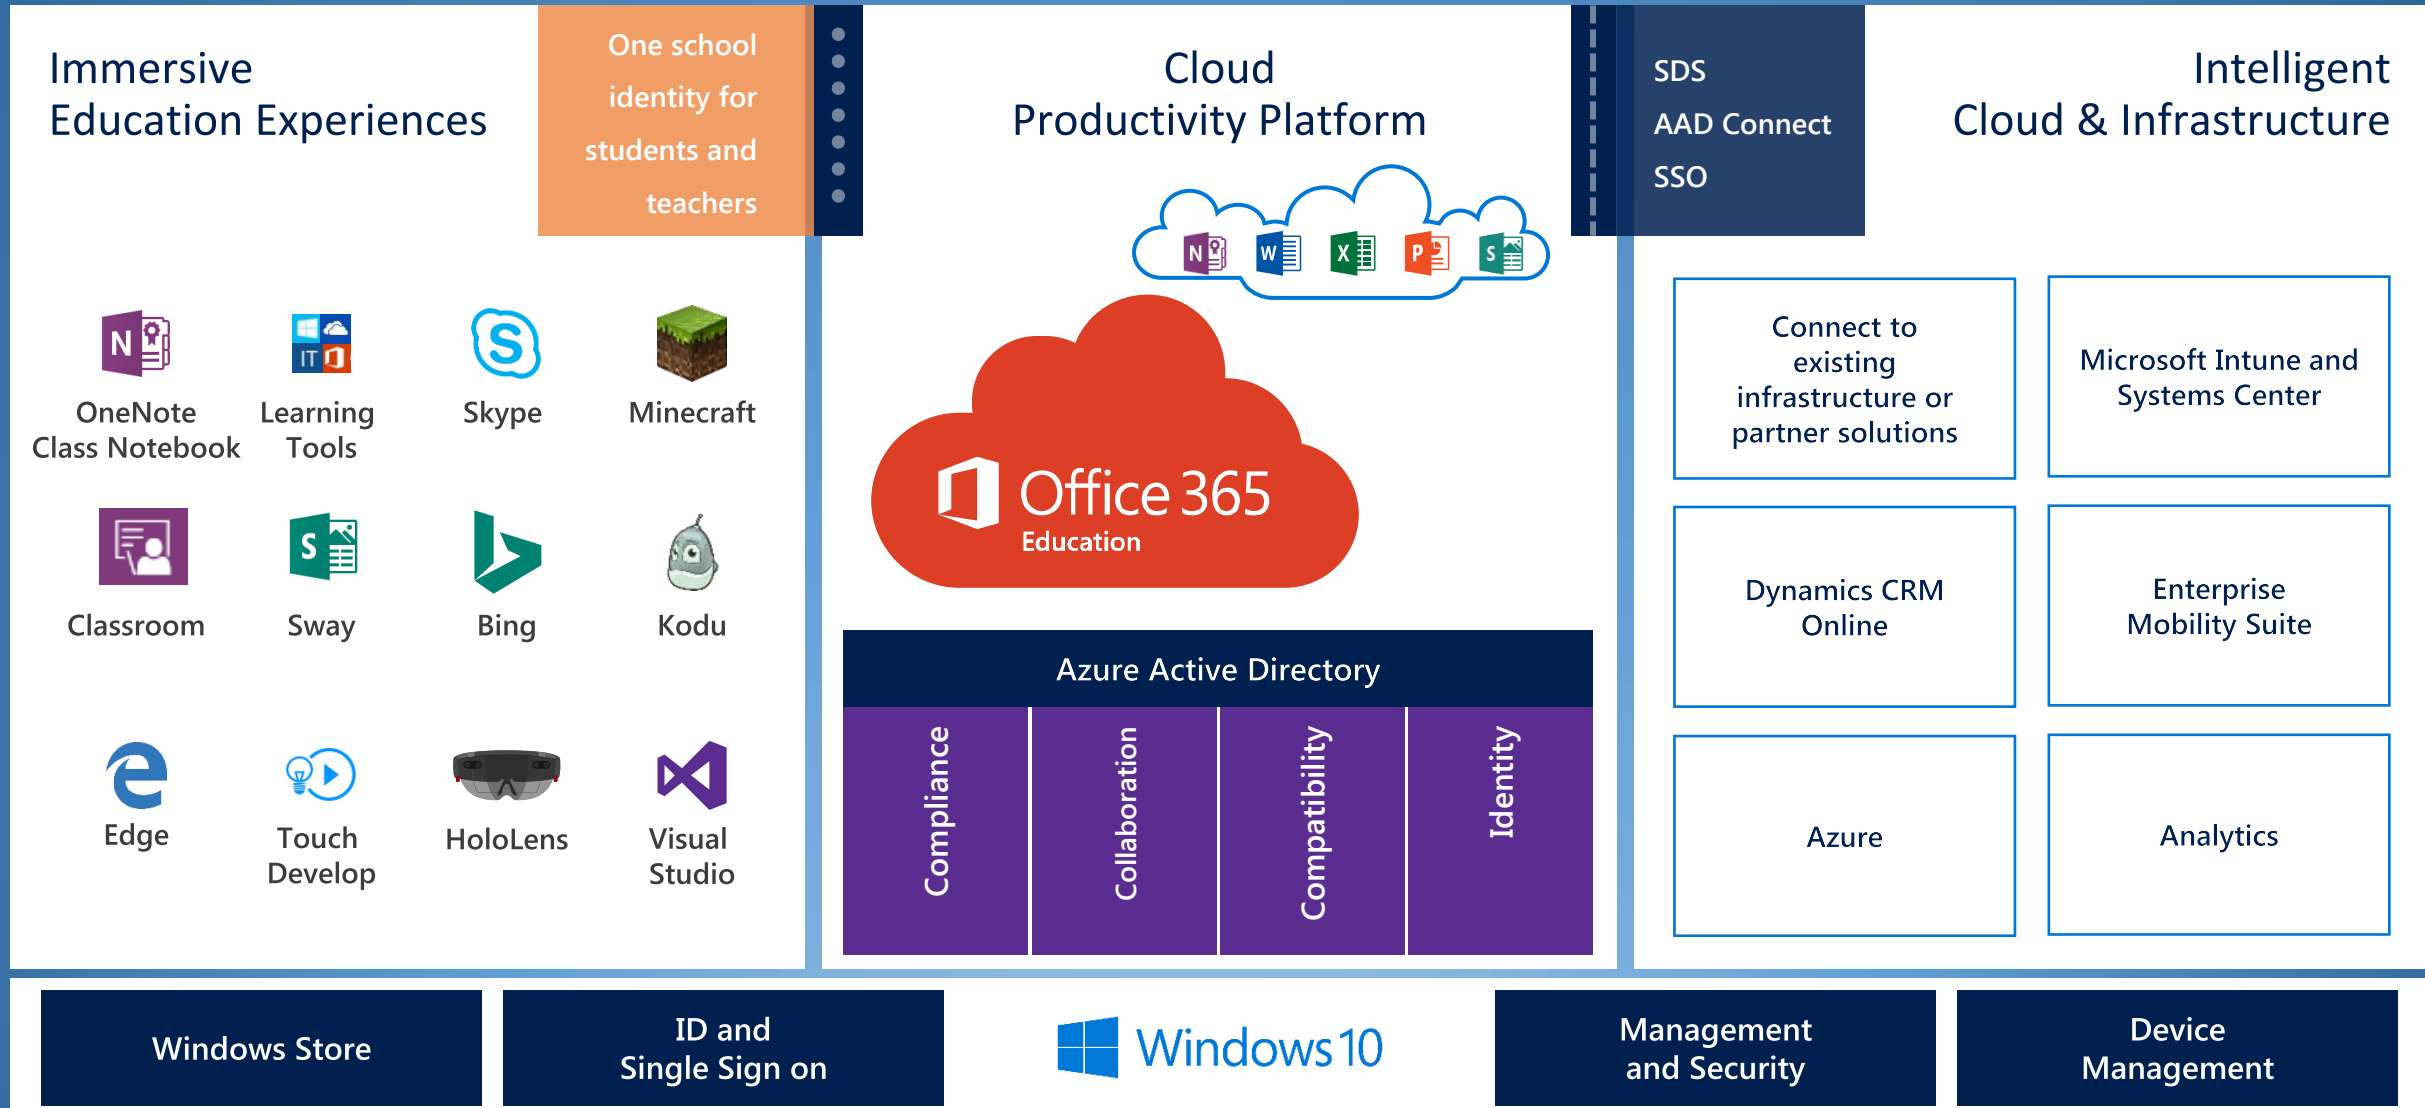 Immersive
Education Experiences
One school
identity for
students and
teachers
Cloud
Productivity Platform
SDS
AAD Connect
SSO
Intelligent
Cloud & Infrastructure
N
W
X
P
S
N
OneNote
Class Notebook
IT
Learning
Tools
S
Skype
Minecraft
Classroom
S
Sway
Bing
Kodu
Edge
Touch
Develop
HoloLens
Visual
Studio
Office 365
Education
Azure Active Directory
Compliance
Collaboration
Compatibility
Identity
Connect to
existing
infrastructure or
partner solutions
Microsoft Intune and
Systems Center
Dynamics CRM
Online
Enterprise
Mobility Suite
Azure
Analytics
Windows Store
ID and
Single Sign on
Windows 10
Management
and Security
Device
Management